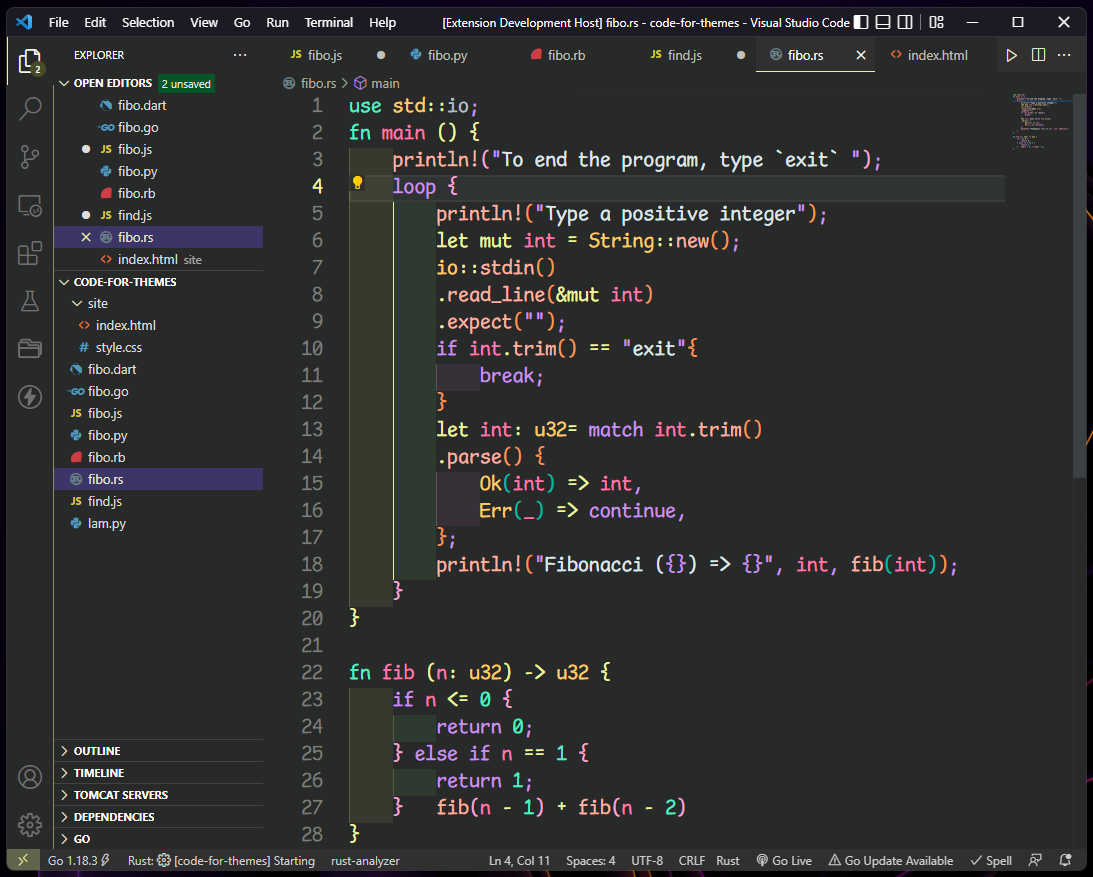 File Edit Selection View Go Run Terminal Help [Extension Development Host] fibo.rs - code-for-themes - Visual Studio Code
EXPLORER
JS fibo.js fibo.py fibo.rb JS find.js fibo.rs index.html
2
OPEN EDITORS 2 unsaved
fibo.dart
GO fibo.go
JS fibo.js
fibo.py
fibo.rb
JS find.js
fibo.rs
index.html site
CODE-FOR-THEMES
site
index.html
# style.css
fibo.dart
GO fibo.go
JS fibo.js
fibo.py
fibo.rb
fibo.rs
JS find.js
lam.py
OUTLINE
TIMELINE
TOMCAT SERVERS
DEPENDENCIES
GO
fibo.rs > main
1 use std::io;
2 fn main () {
3     println!("To end the program, type `exit` ");
4     loop {
5         println!("Type a positive integer");
6         let mut int = String::new();
7         io::stdin()
8         .read_line(&mut int)
9         .expect("");
10         if int.trim() == "exit"{
11             break;
12         }
13         let int: u32= match int.trim()
14         .parse() {
15             Ok(int) => int,
16             Err(_) => continue,
17         };
18         println!("Fibonacci ({}) => {}", int, fib(int));
19     }
20 }
21
22 fn fib (n: u32) -> u32 {
23     if n <= 0 {
24         return 0;
25     } else if n == 1 {
26         return 1;
27     }   fib(n - 1) + fib(n - 2)
28 }
Go 1.18.3 Rust: [code-for-themes] Starting rust-analyzer Ln 4, Col 11 Spaces: 4 UTF-8 CRLF Rust Go Live Go Update Available Spell